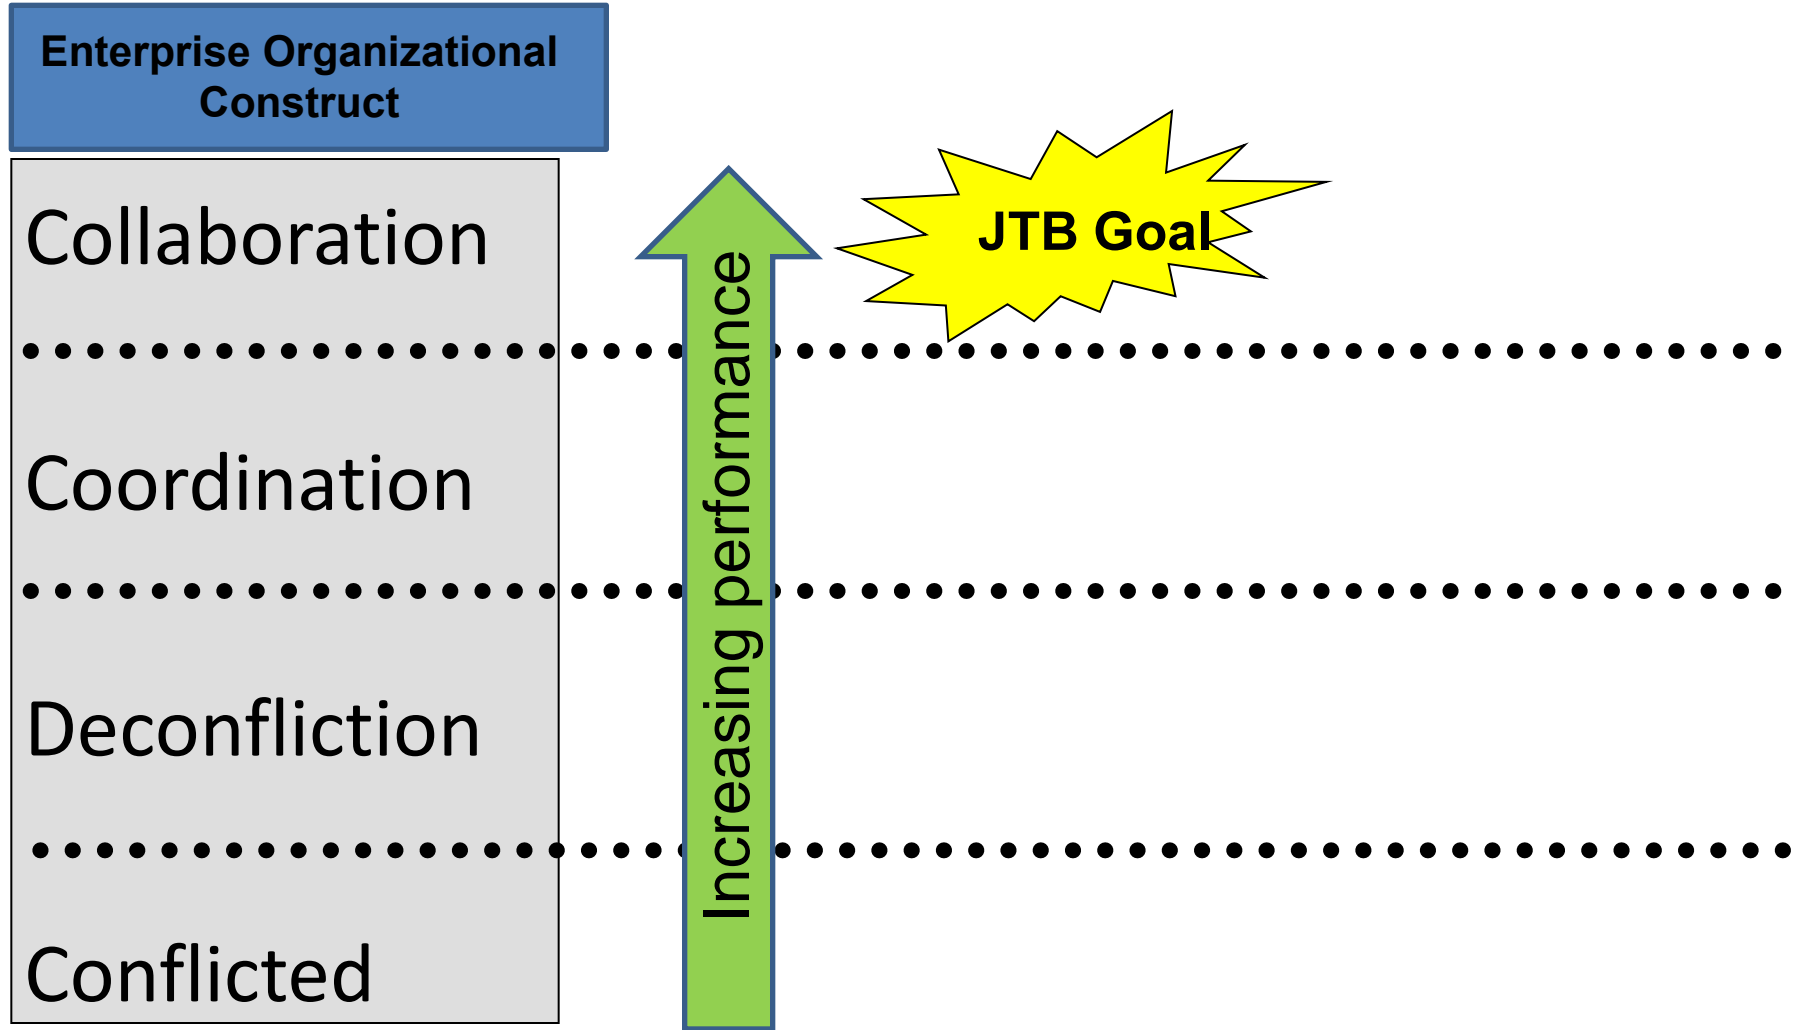 Enterprise Organizational
Construct
Collaboration
JTB Goal
Increasing performance
Coordination
Deconfliction
Conflicted